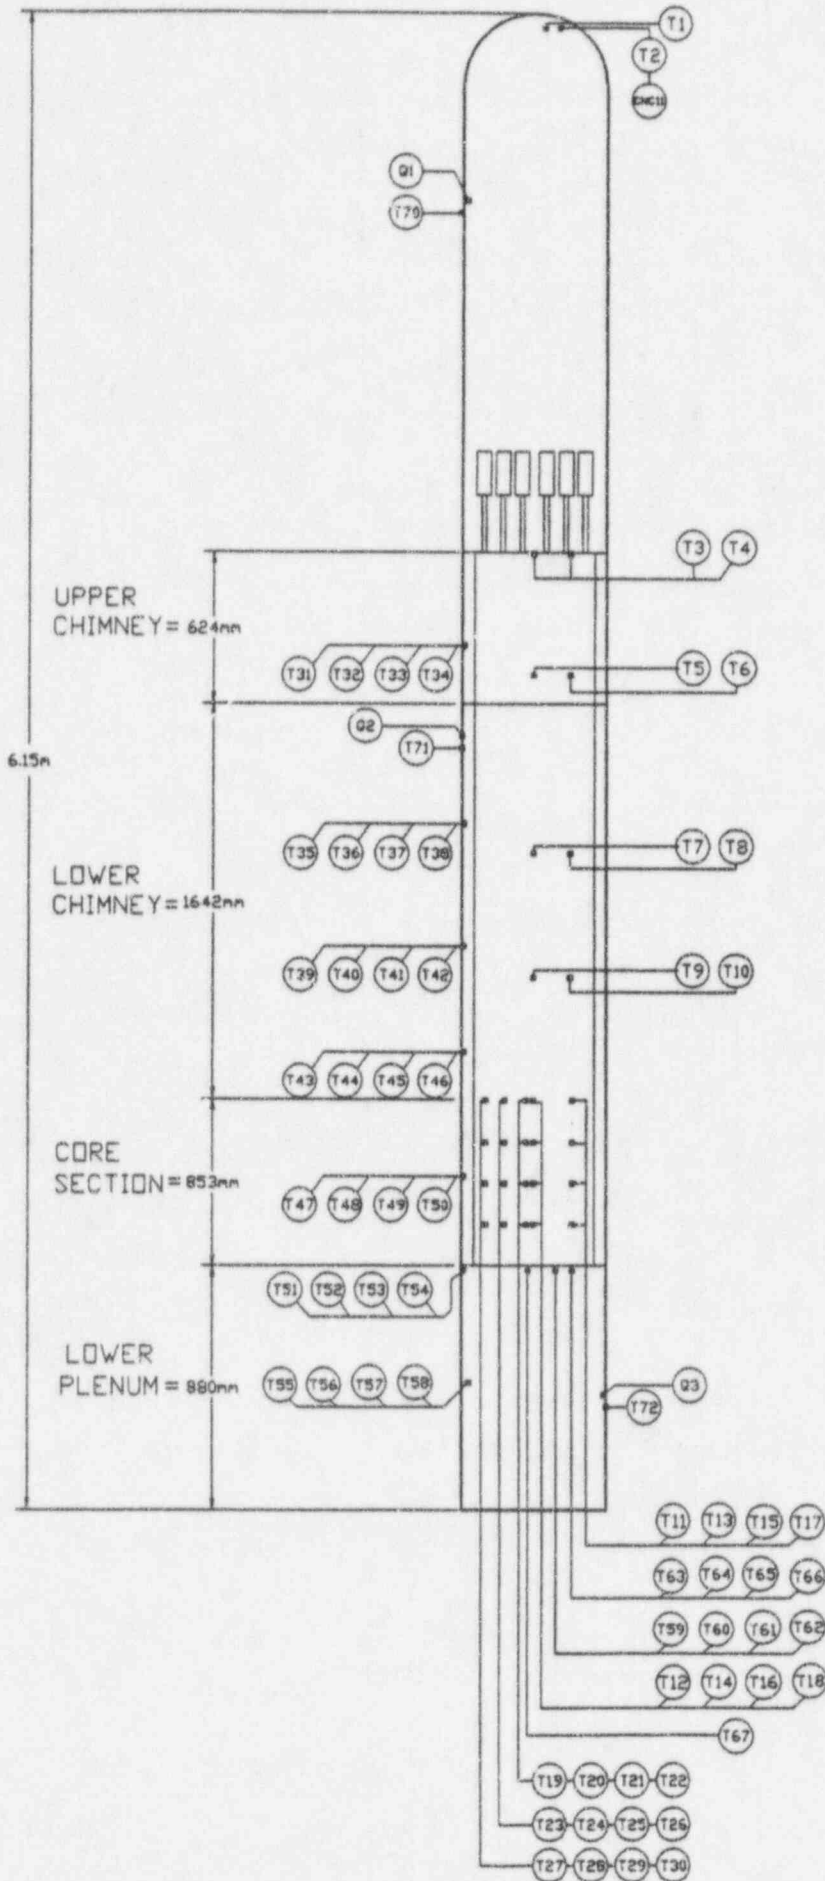 T1
T2
Q1
T70
T3 T4
UPPER
CHIMNEY= 624mm
T31 T32 T33 T34
T5 T6
Q2
T71
6.15m
T35 T36 T37 T38
T7 T8
LOWER
CHIMNEY=1642mm
T39 T40 T41 T42
T9 T10
T43 T44 T45 T46
CORE
SECTION=853mm
T47 T48 T49 T50
T51 T52 T53 T54
LOWER
PLENUM=880mm
T55 T56 T57 T58
Q3
T72
T11 T13 T15 T17
T63 T64 T65 T66
T59 T60 T61 T62
T12 T14 T16 T18
T67
T19 T20 T21 T22
T23 T24 T25 T26
T27 T28 T29 T30